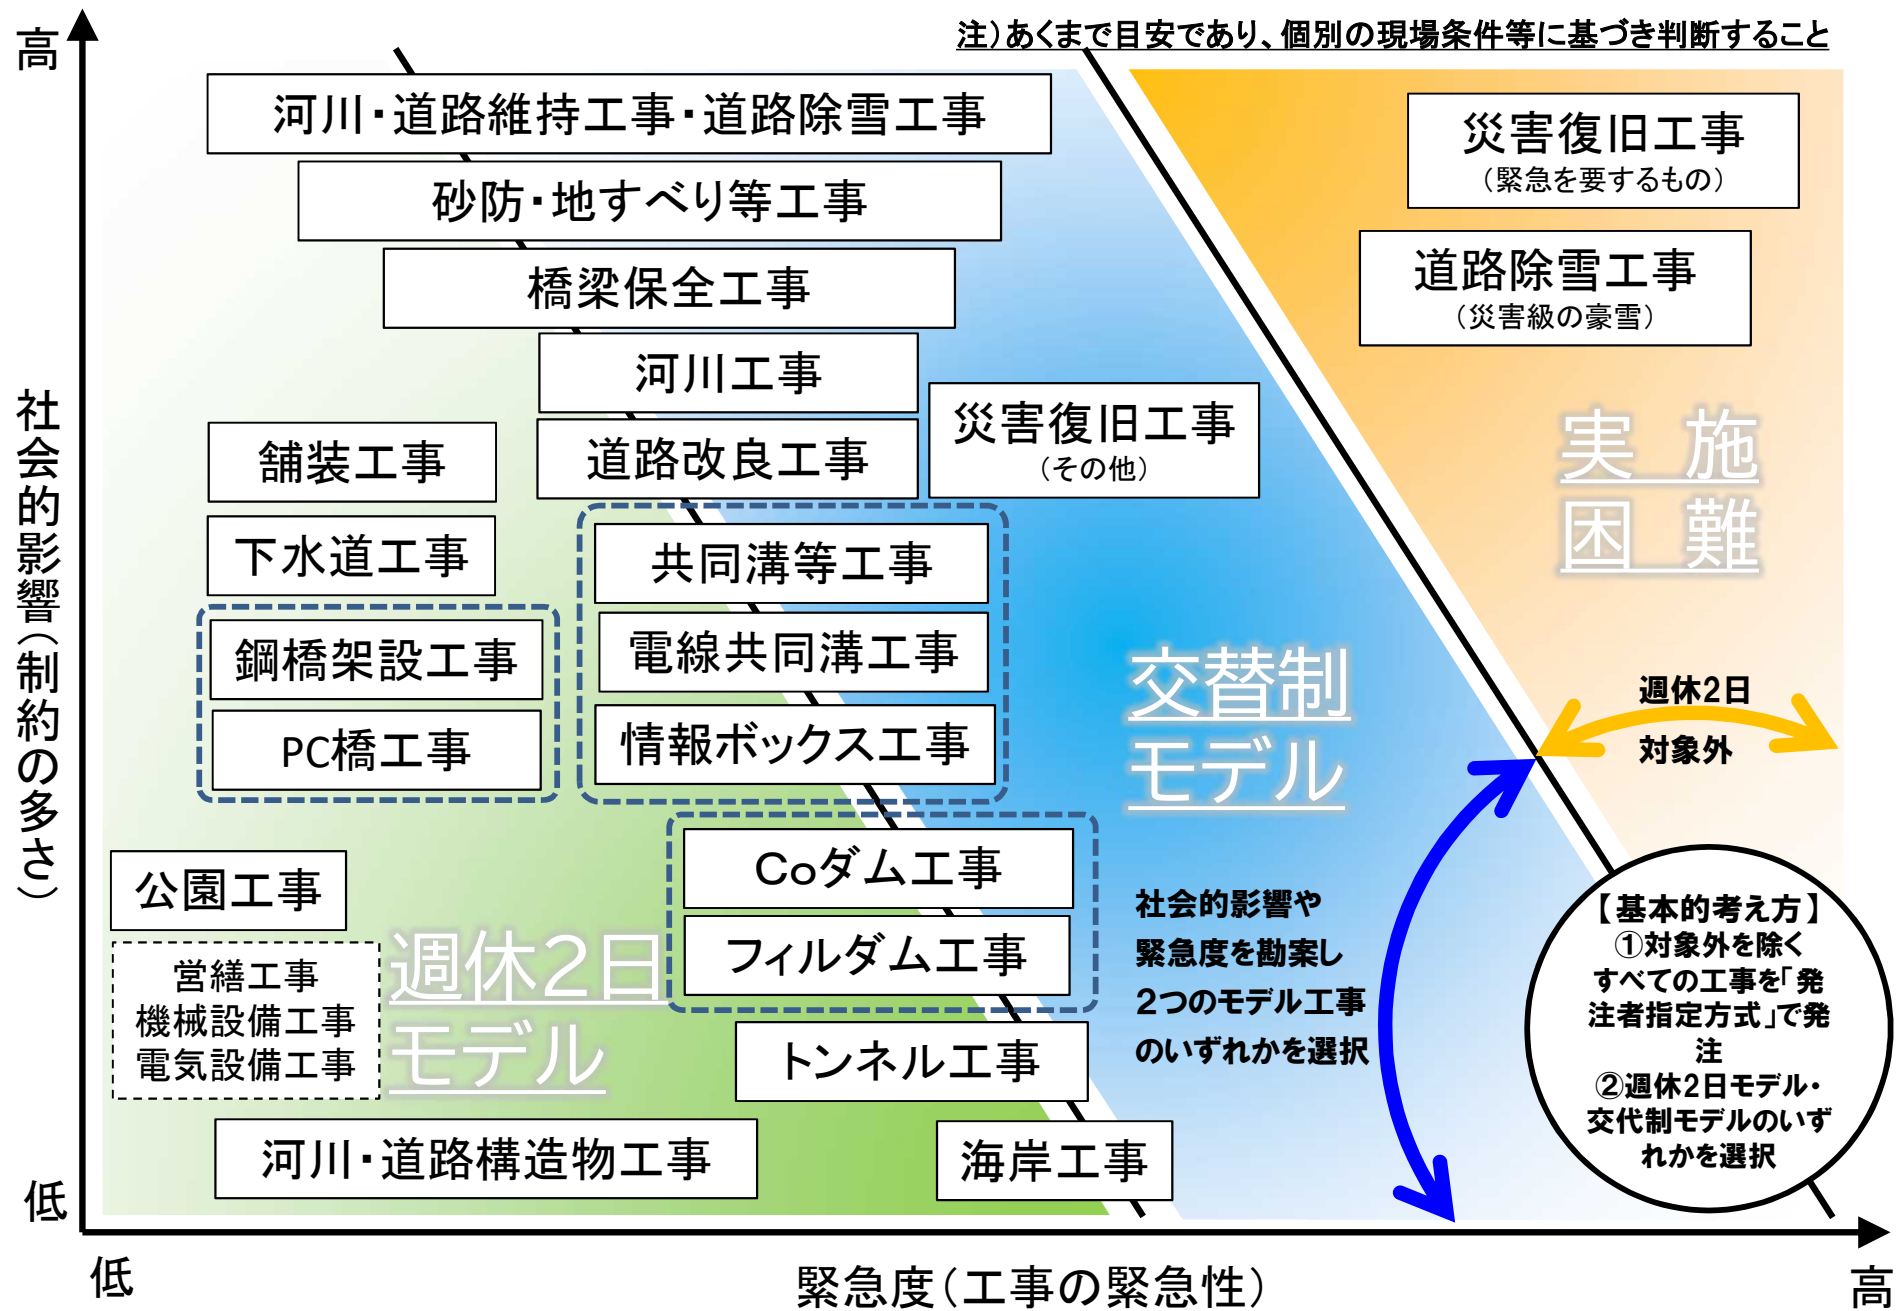 注）あくまで目安であり、個別の現場条件等に基づき判断すること
高
社会的影響（制約の多さ）
低
河川・道路維持工事・道路除雪工事
砂防・地すべり等工事
橋梁保全工事
河川工事
道路改良工事
災害復旧工事
（その他）
舗装工事
下水道工事
鋼橋架設工事
PC橋工事
共同溝等工事
電線共同溝工事
情報ボックス工事
Coダム工事
フィルダム工事
トンネル工事
海岸工事
公園工事
営繕工事
機械設備工事
電気設備工事
河川・道路構造物工事
週休2日
モデル
交替制
モデル
災害復旧工事
（緊急を要するもの）
道路除雪工事
（災害級の豪雪）
実　施
困　難
週休2日
対象外
社会的影響や
緊急度を勘案し
2つのモデル工事
のいずれかを選択
【基本的考え方】
①対象外を除く
すべての工事を「発
注者指定方式」で発
注
②週休2日モデル・
交代制モデルのいず
れかを選択
低
緊急度（工事の緊急性）
高